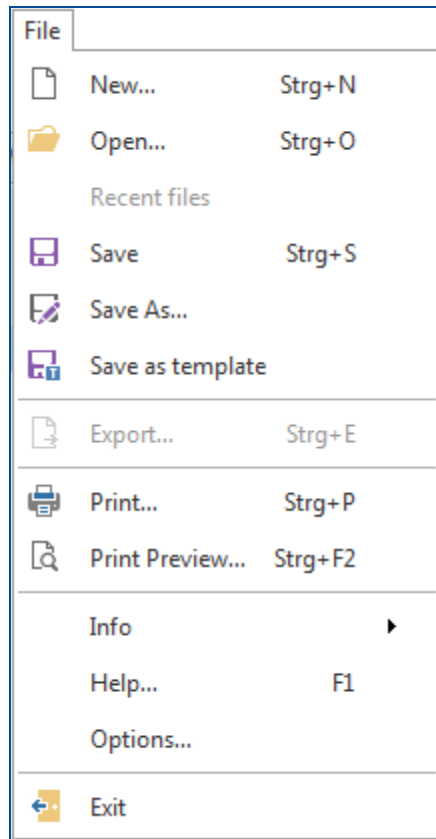 File
New... Strg+N
Open... Strg+O
Recent files
Save Strg+S
Save As...
Save as template
T
Export... Strg+E
Print... Strg+P
Print Preview... Strg+F2
Info
Help... F1
Options...
Exit